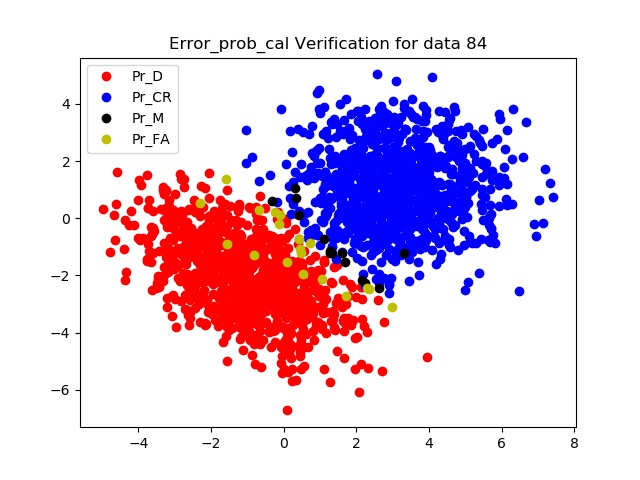 Error_prob_cal Verification for data 84
Pr_D
Pr_CR
Pr_M
Pr_FA
4
2
0
−2
−4
−6
−4 −2 0 2 4 6 8